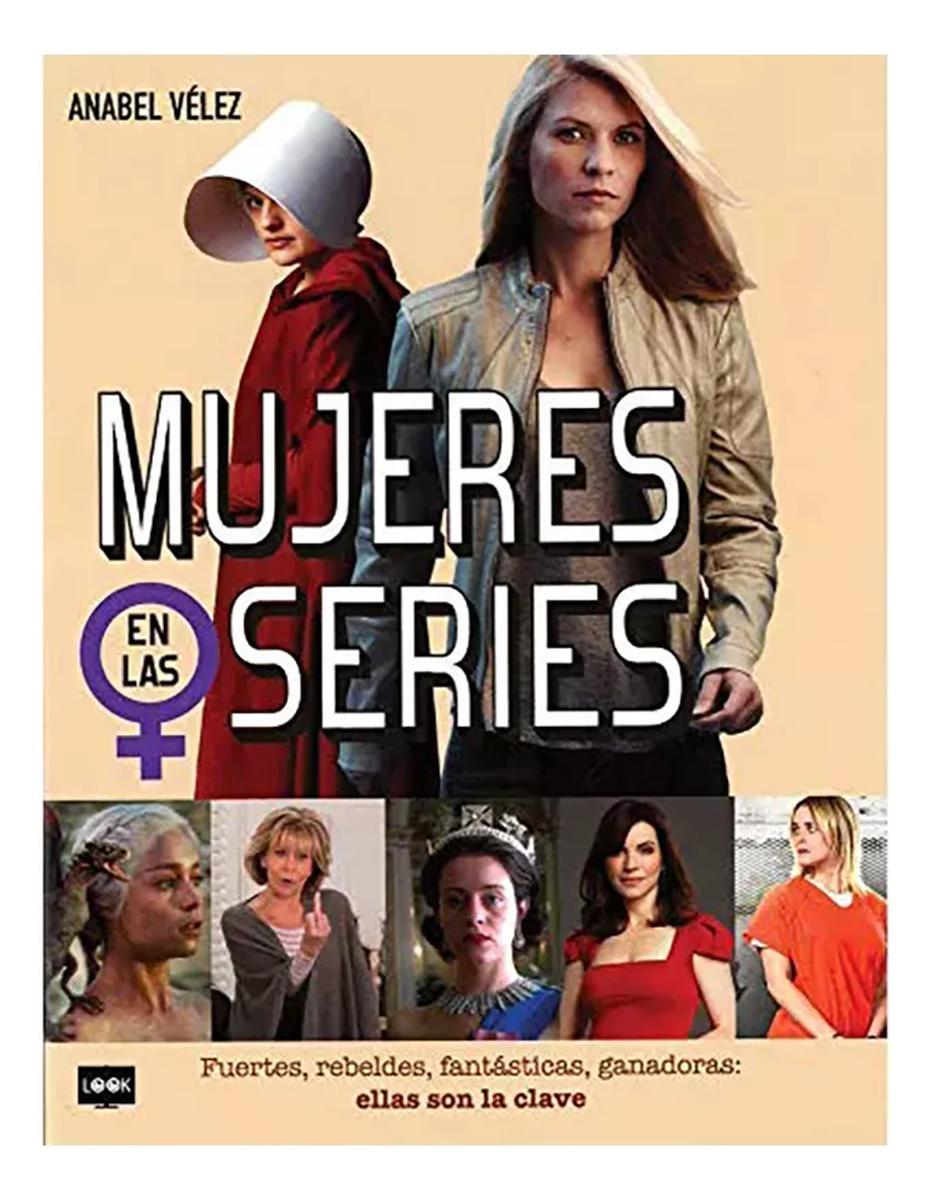 ANABEL VÉLEZ
MUJERES
EN
LAS
SERIES
Fuertes, rebeldes, fantásticas, ganadoras:
ellas son la clave
LOOK